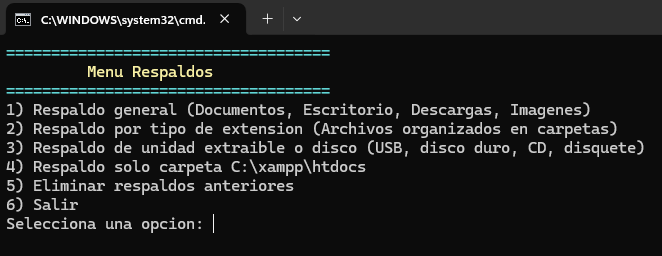 C:\WINDOWS\system32\cmd.
====================================
Menu Respaldos
====================================
1) Respaldo general (Documentos, Escritorio, Descargas, Imagenes)
2) Respaldo por tipo de extension (Archivos organizados en carpetas)
3) Respaldo de unidad extraible o disco (USB, disco duro, CD, disquete)
4) Respaldo solo carpeta C:\xampp\htdocs
5) Eliminar respaldos anteriores
6) Salir
Selecciona una opcion: